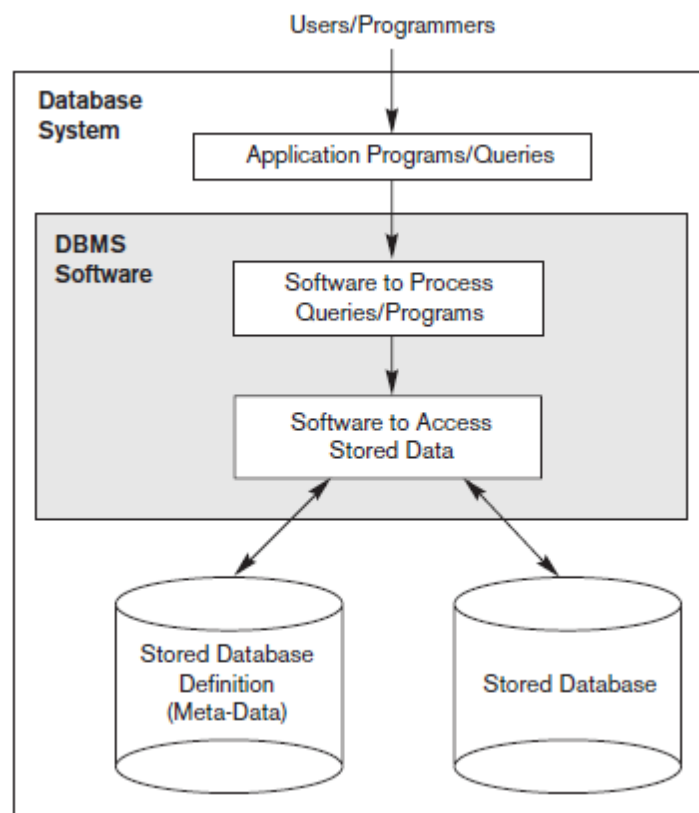 Users/Programmers
Database
System
Application Programs/Queries
DBMS
Software
Software to Process
Queries/Programs
Software to Access
Stored Data
Stored Database
Definition
(Meta-Data)
Stored Database